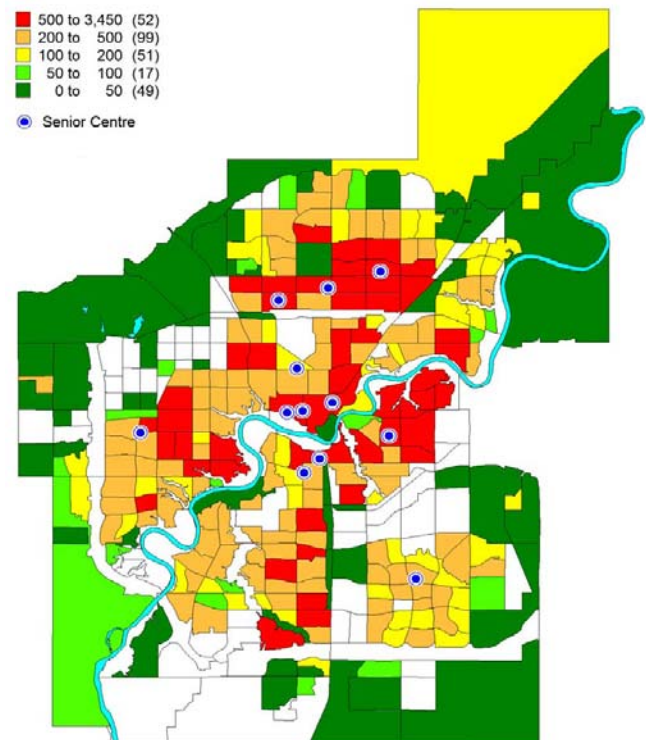 500 to 3,450 (52)
200 to 500 (99)
100 to 200 (51)
50 to 100 (17)
0 to 50 (49)
Senior Centre